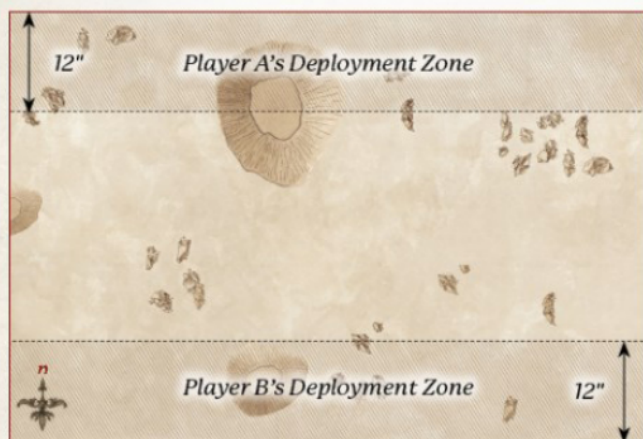 12"
Player A's Deployment Zone
n
Player B's Deployment Zone
12"